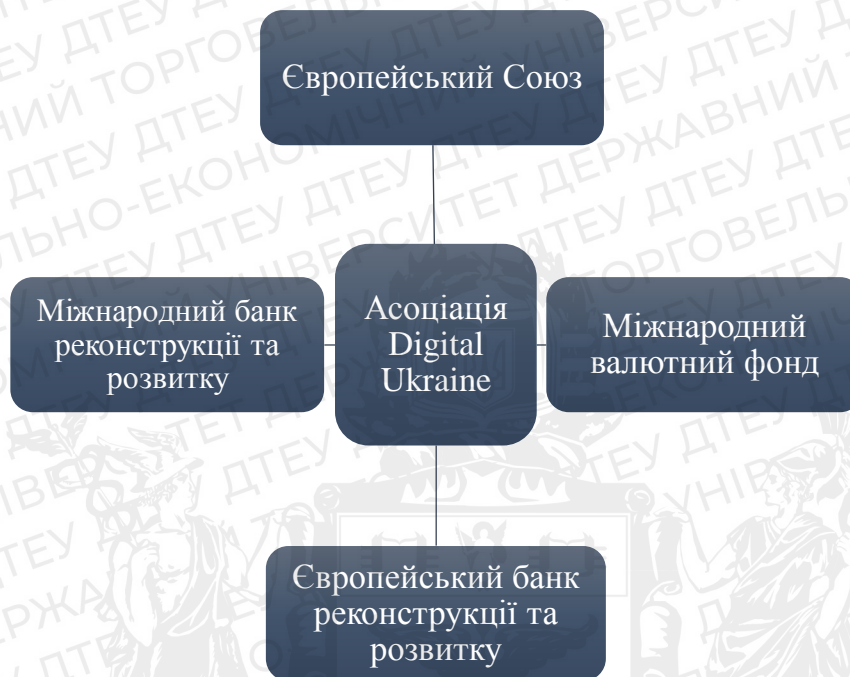 Європейський Союз
Міжнародний банк
реконструкції та
розвитку
Асоціація
Digital
Ukraine
Міжнародний
валютний фонд
Європейський банк
реконструкції та
розвитку